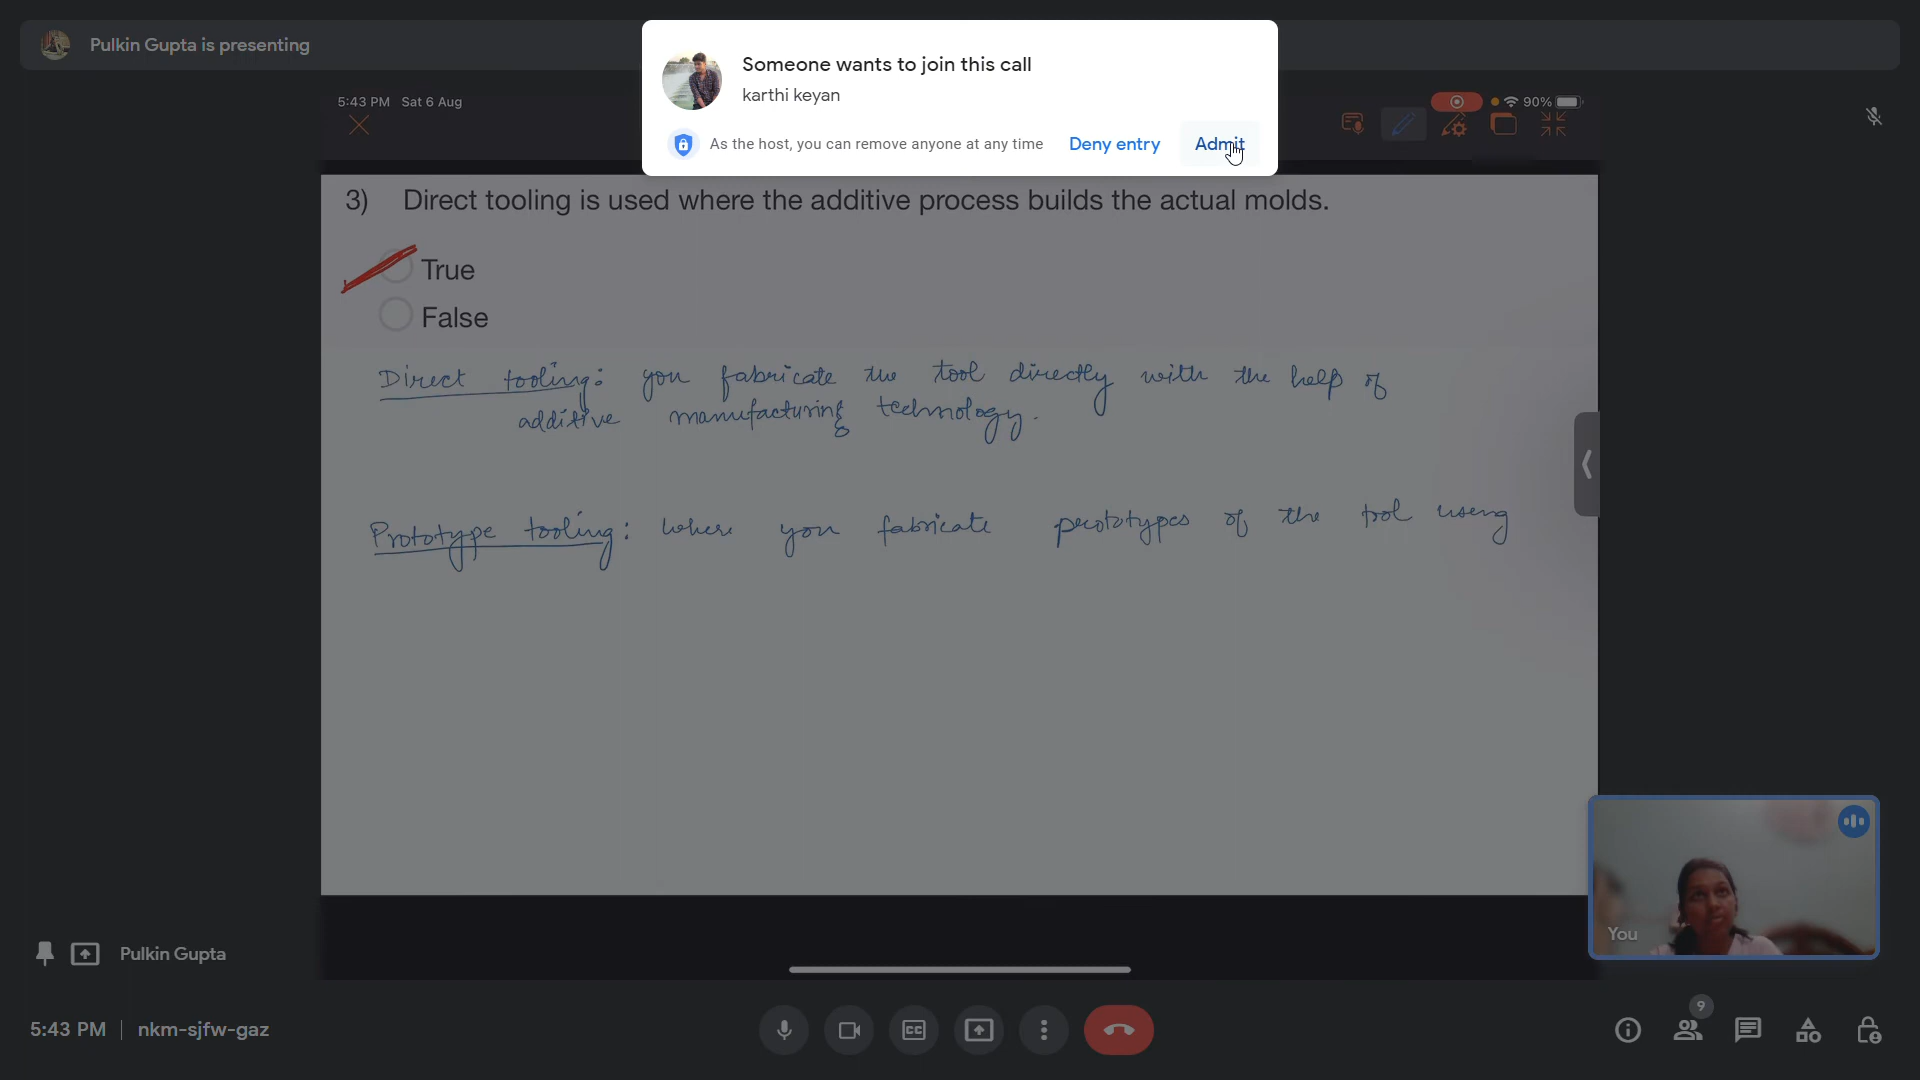 Pulkin Gupta is presenting
Someone wants to join this call
karthi keyan
As the host, you can remove anyone at any time
Deny entry
Admit
5:43 PM Sat 6 Aug
90%
3) Direct tooling is used where the additive process builds the actual molds.
True
False
Direct tooling: you fabricate the tool directly with the help of
additive manufacturing technology.
Prototype tooling: where you fabricate prototypes of the tool using
You
Pulkin Gupta
5:43 PM | nkm-sjfw-gaz
CC
9